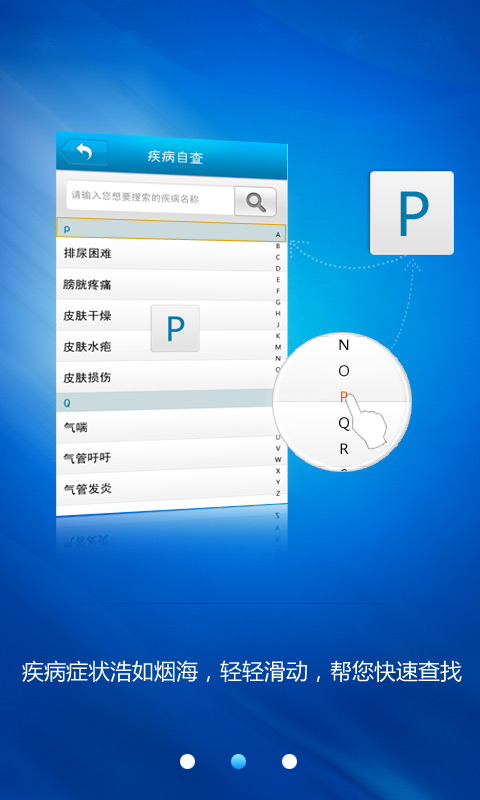 疾病自查
请输入您想要搜索的疾病名称
P
A
B
C
D
E
F
G
H
J
K
M
N
O
排尿困难
膀胱疼痛
皮肤干燥
皮肤水疱
皮肤损伤
P
Q
气喘
气管吁吁
气管发炎
U
V
W
X
Y
Z
P
N
O
P
Q
R
疾病症状浩如烟海，轻轻滑动，帮您快速查找